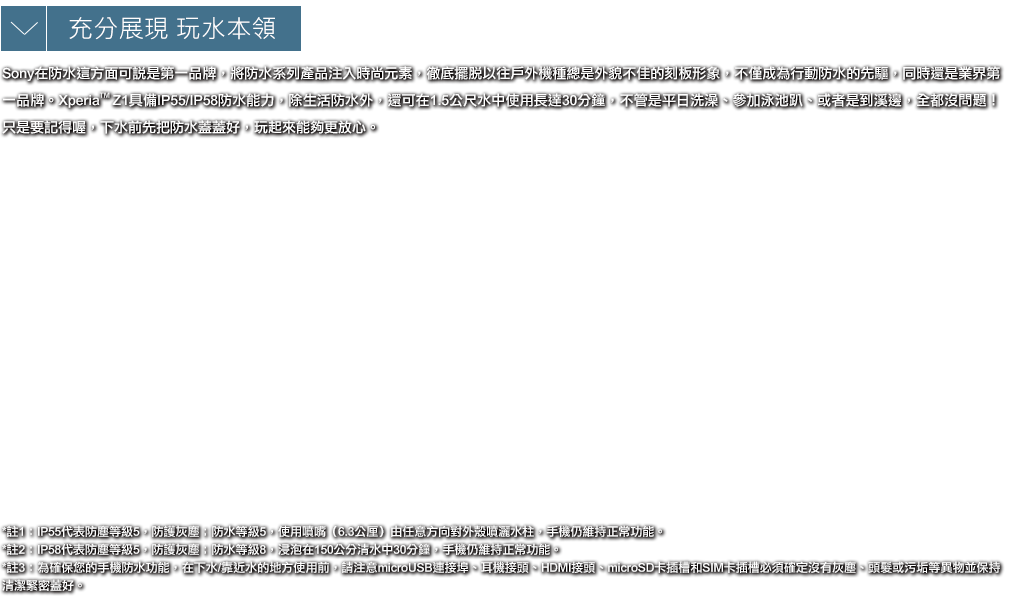 充分展現 玩水本領
Sony在防水這方面可說是第一品牌，將防水系列產品注入時尚元素，徹底擺脫以往戶外機種總是外貌不佳的刻板形象，不僅成為行動防水的先驅，同時還是業界第
一品牌。Xperia™ Z1具備IP55/IP58防水能力，除生活防水外，還可在1.5公尺水中使用長達30分鐘，不管是平日洗澡、參加泳池趴、或者是到溪邊，全都沒問題！
只是要記得喔，下水前先把防水蓋蓋好，玩起來能夠更放心。
*註1：IP55代表防塵等級5，防護灰塵；防水等級5，使用噴嘴（6.3公厘）由任意方向對外殼噴灑水柱，手機仍維持正常功能。
*註2：IP58代表防塵等級5，防護灰塵；防水等級8，浸泡在150公分清水中30分鐘，手機仍維持正常功能。
*註3：為確保您的手機防水功能，在下水/靠近水的地方使用前，請注意microUSB連接埠、耳機接頭、HDMI接頭、microSD卡插槽和SIM卡插槽必須確定沒有灰塵、頭髮或污垢等異物並保持
清潔緊密蓋好。